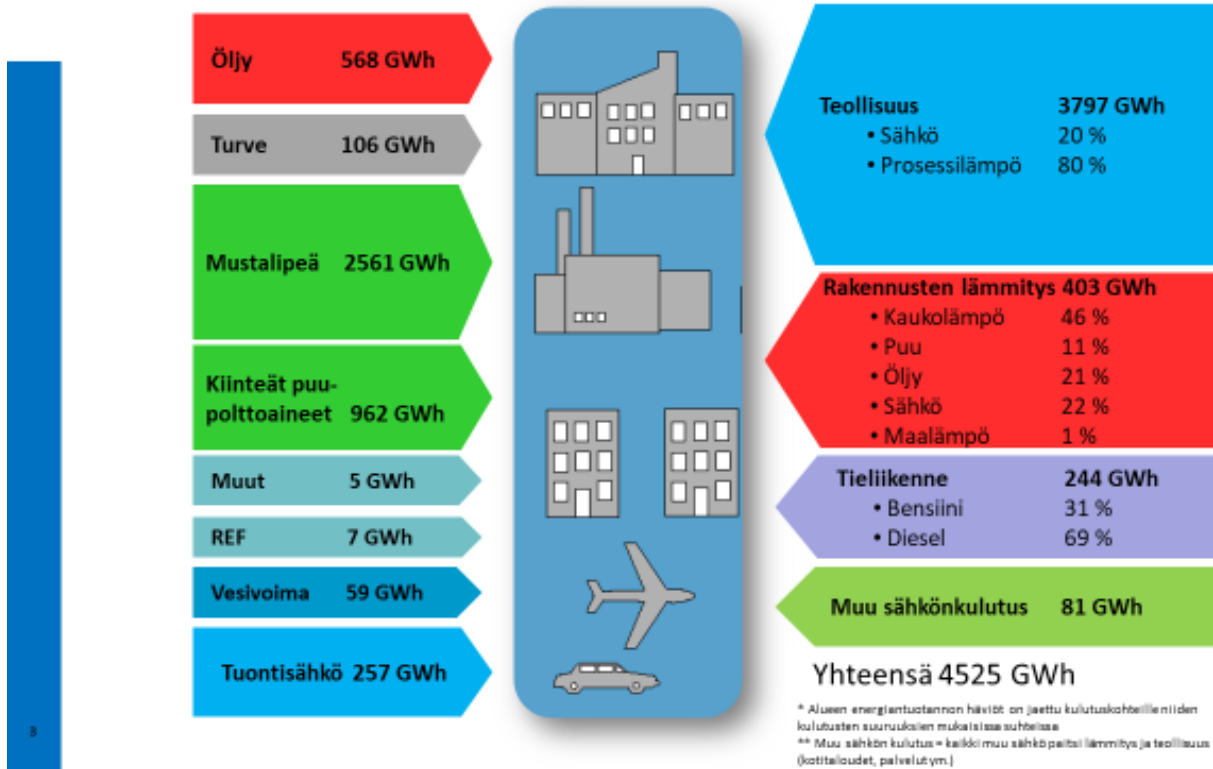 Öljy 568 GWh
Turve 106 GWh
Mustalipeä 2561 GWh
Kiinteät puu-
polttoaineet 962 GWh
Muut 5 GWh
REF 7 GWh
Vesivoima 59 GWh
Tuontisähkö 257 GWh
Teollisuus 3797 GWh
• Sähkö 20 %
• Prosessilämpö 80 %
Rakennusten lämmitys 403 GWh
• Kaukolämpö 46 %
• Puu 11 %
• Öljy 21 %
• Sähkö 22 %
• Maalämpö 1 %
Tieliikenne 244 GWh
• Bensiini 31 %
• Diesel 69 %
Muu sähkönkulutus 81 GWh
Yhteensä 4525 GWh
* Alueen energiantuotannon häviöt on jaettu kulutuskohteille niiden
kulutusten suuruuksien mukaisissa suhteissa
** Muu sähkön kulutus = kaikki muu sähkö paitsi lämmitys ja teollisuus
(kotitaloudet, palvelut ym.)
3